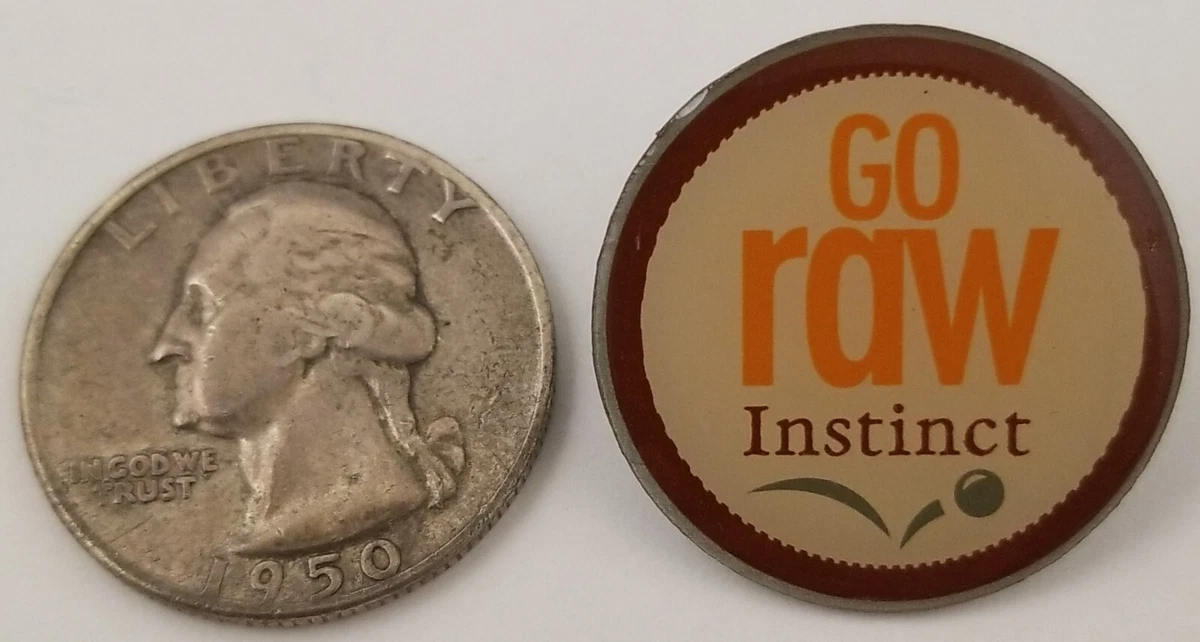 LIBERTY
IN GOD WE
TRUST
1950
GO
raw
Instinct